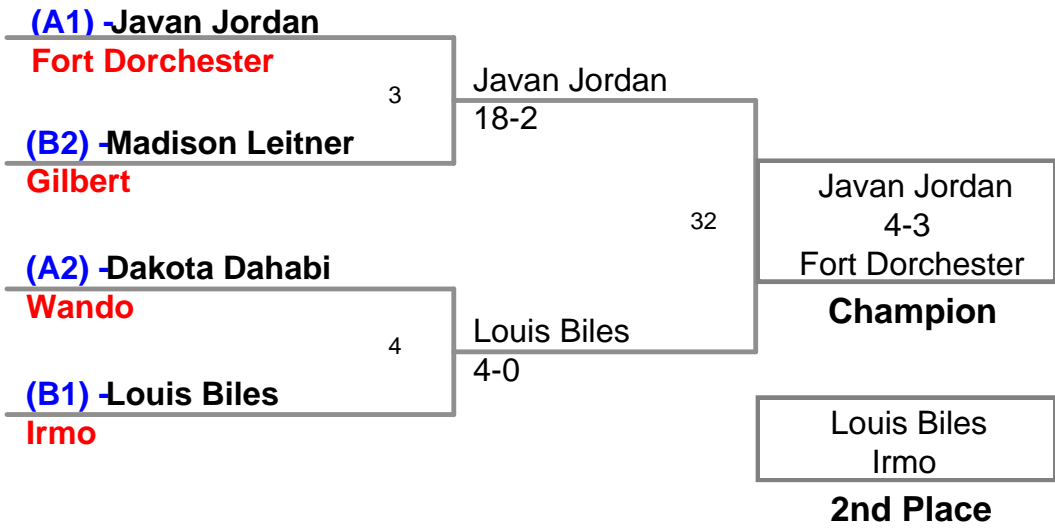 (A1) -Javan Jordan
Fort Dorchester
3
(B2) -Madison Leitner
Gilbert
Javan Jordan
18-2
(A2) -Dakota Dahabi
Wando
4
(B1) -Louis Biles
Irmo
Louis Biles
4-0
32
Javan Jordan
4-3
Fort Dorchester
Champion
Louis Biles
Irmo
2nd Place